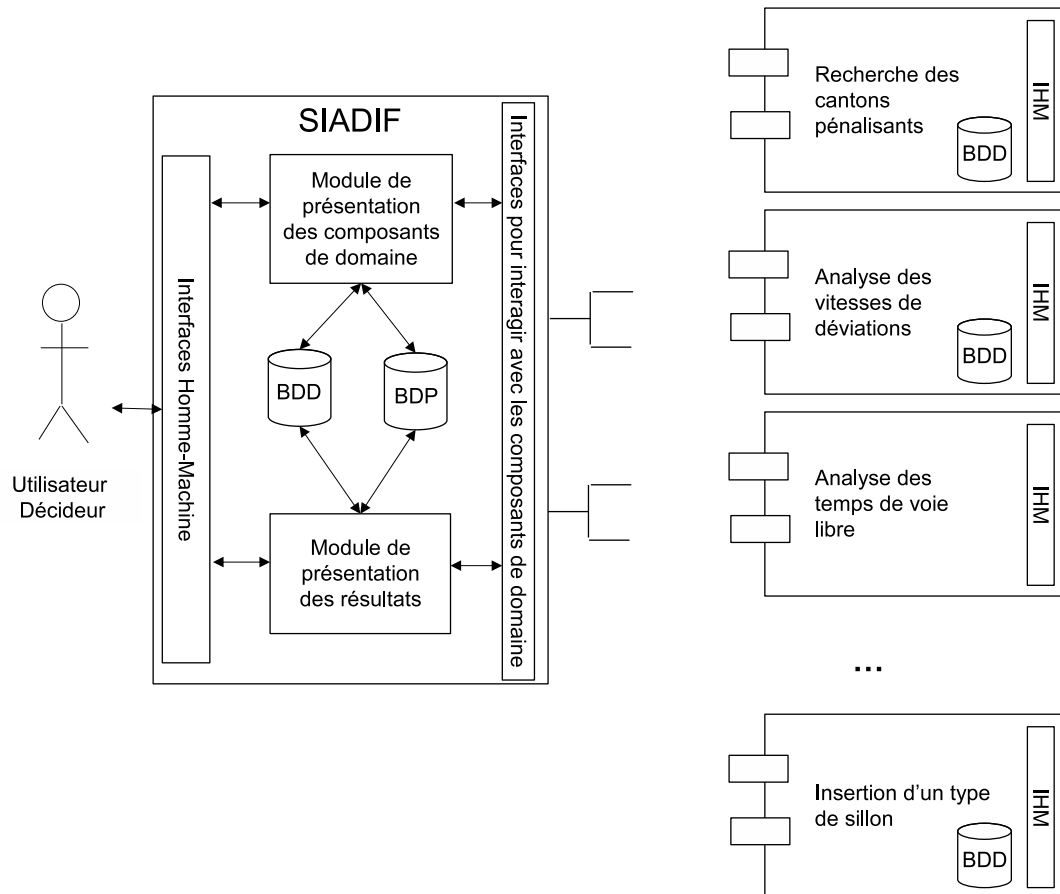 SIADIF
Utilisateur
Décideur
Interfaces Homme-Machine
Module de
présentation
des composants
de domaine
BDD
BDP
Module de
présentation
des résultats
Interfaces pour interagir avec les composants de domaine
Recherche des
cantons
pénalisants
BDD
IHM
Analyse des
vitesses de
déviations
BDD
IHM
Analyse des
temps de voie
libre
IHM
...
Insertion d'un type
de sillon
BDD
IHM